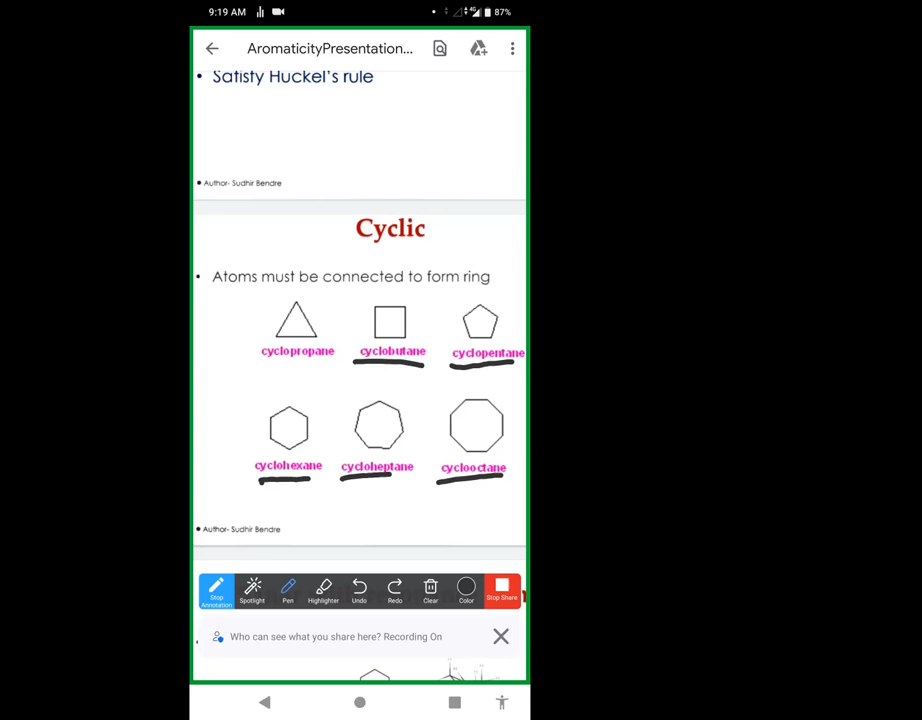 9:19 AM 4G 87%
AromaticityPresentation...
• Satisfy Huckel's rule
• Author- Sudhir Bendre
Cyclic
• Atoms must be connected to form ring
cyclopropane cyclobutane cyclopentane
cyclohexane cycloheptane cyclooctane
• Author- Sudhir Bendre
Stop Annotation Spotlight Pen Highlighter Undo Redo Clear Color Stop Share
Who can see what you share here? Recording On